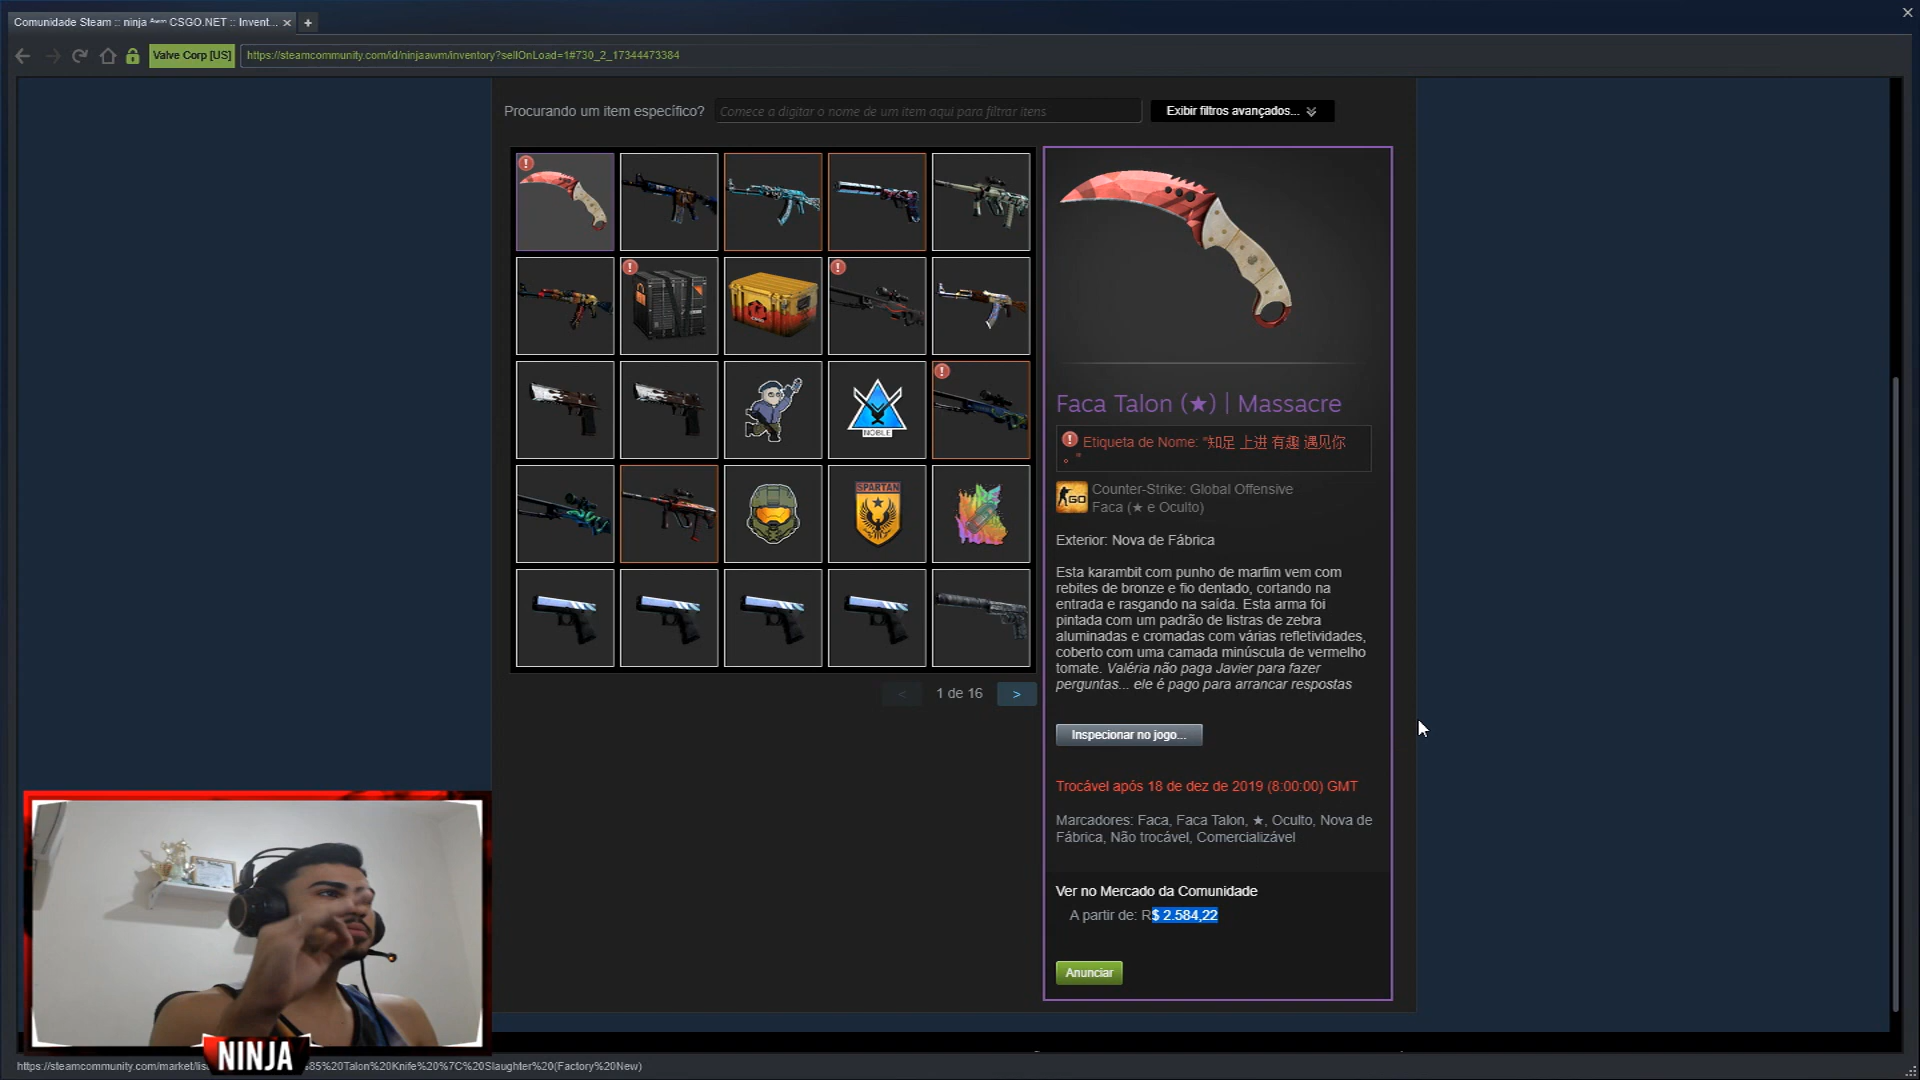 Comunidade Steam :: ninja ᴬʷᵐ CSGO.NET :: Invent...
Valve Corp [US]
https://steamcommunity.com/id/ninjaawm/inventory?sellOnLoad=1#730_2_17344473384
Procurando um item específico?
Comece a digitar o nome de um item aqui para filtrar itens
Exibir filtros avançados...
NOBLE
SPARTAN
< 1 de 16 >
Faca Talon (★) | Massacre
! Etiqueta de Nome: "知足 上进 有趣 遇见你
。"
GO
Counter-Strike: Global Offensive
Faca (★ e Oculto)
Exterior: Nova de Fábrica
Esta karambit com punho de marfim vem com
rebites de bronze e fio dentado, cortando na
entrada e rasgando na saída. Esta arma foi
pintada com um padrão de listras de zebra
aluminadas e cromadas com várias refletividades,
coberto com uma camada minúscula de vermelho
tomate. Valéria não paga Javier para fazer
perguntas... ele é pago para arrancar respostas
Inspecionar no jogo...
Trocável após 18 de dez de 2019 (8:00:00) GMT
Marcadores: Faca, Faca Talon, ★, Oculto, Nova de
Fábrica, Não trocável, Comercializável
Ver no Mercado da Comunidade
A partir de: R$ 2.584,22
Anunciar
NINJA
https://steamcommunity.com/market/lis
85%20Talon%20Knife%20%7C%20Slaughter%20(Factory%20New)